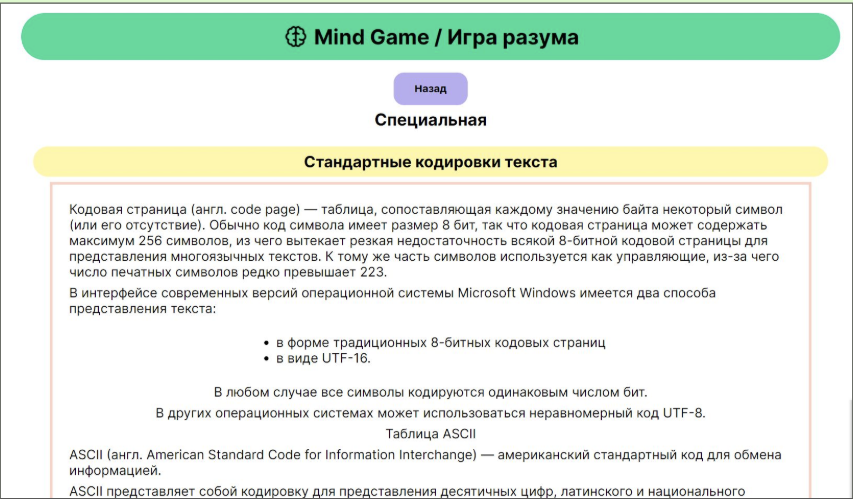 Mind Game / Игра разума
Назад
Специальная
Стандартные кодировки текста
Кодовая страница (англ. code page) — таблица, сопоставляющая каждому значению байта некоторый символ
(или его отсутствие). Обычно код символа имеет размер 8 бит, так что кодовая страница может содержать
максимум 256 символов, из чего вытекает резкая недостаточность всякой 8-битной кодовой страницы для
представления многоязычных текстов. К тому же часть символов используется как управляющие, из-за чего
число печатных символов редко превышает 223.
В интерфейсе современных версий операционной системы Microsoft Windows имеется два способа
представления текста:
• в форме традиционных 8-битных кодовых страниц
• в виде UTF-16.
В любом случае все символы кодируются одинаковым числом бит.
В других операционных системах может использоваться неравномерный код UTF-8.
Таблица ASCII
ASCII (англ. American Standard Code for Information Interchange) — американский стандартный код для обмена
информацией.
ASCII представляет собой кодировку для представления десятичных цифр, латинского и национального